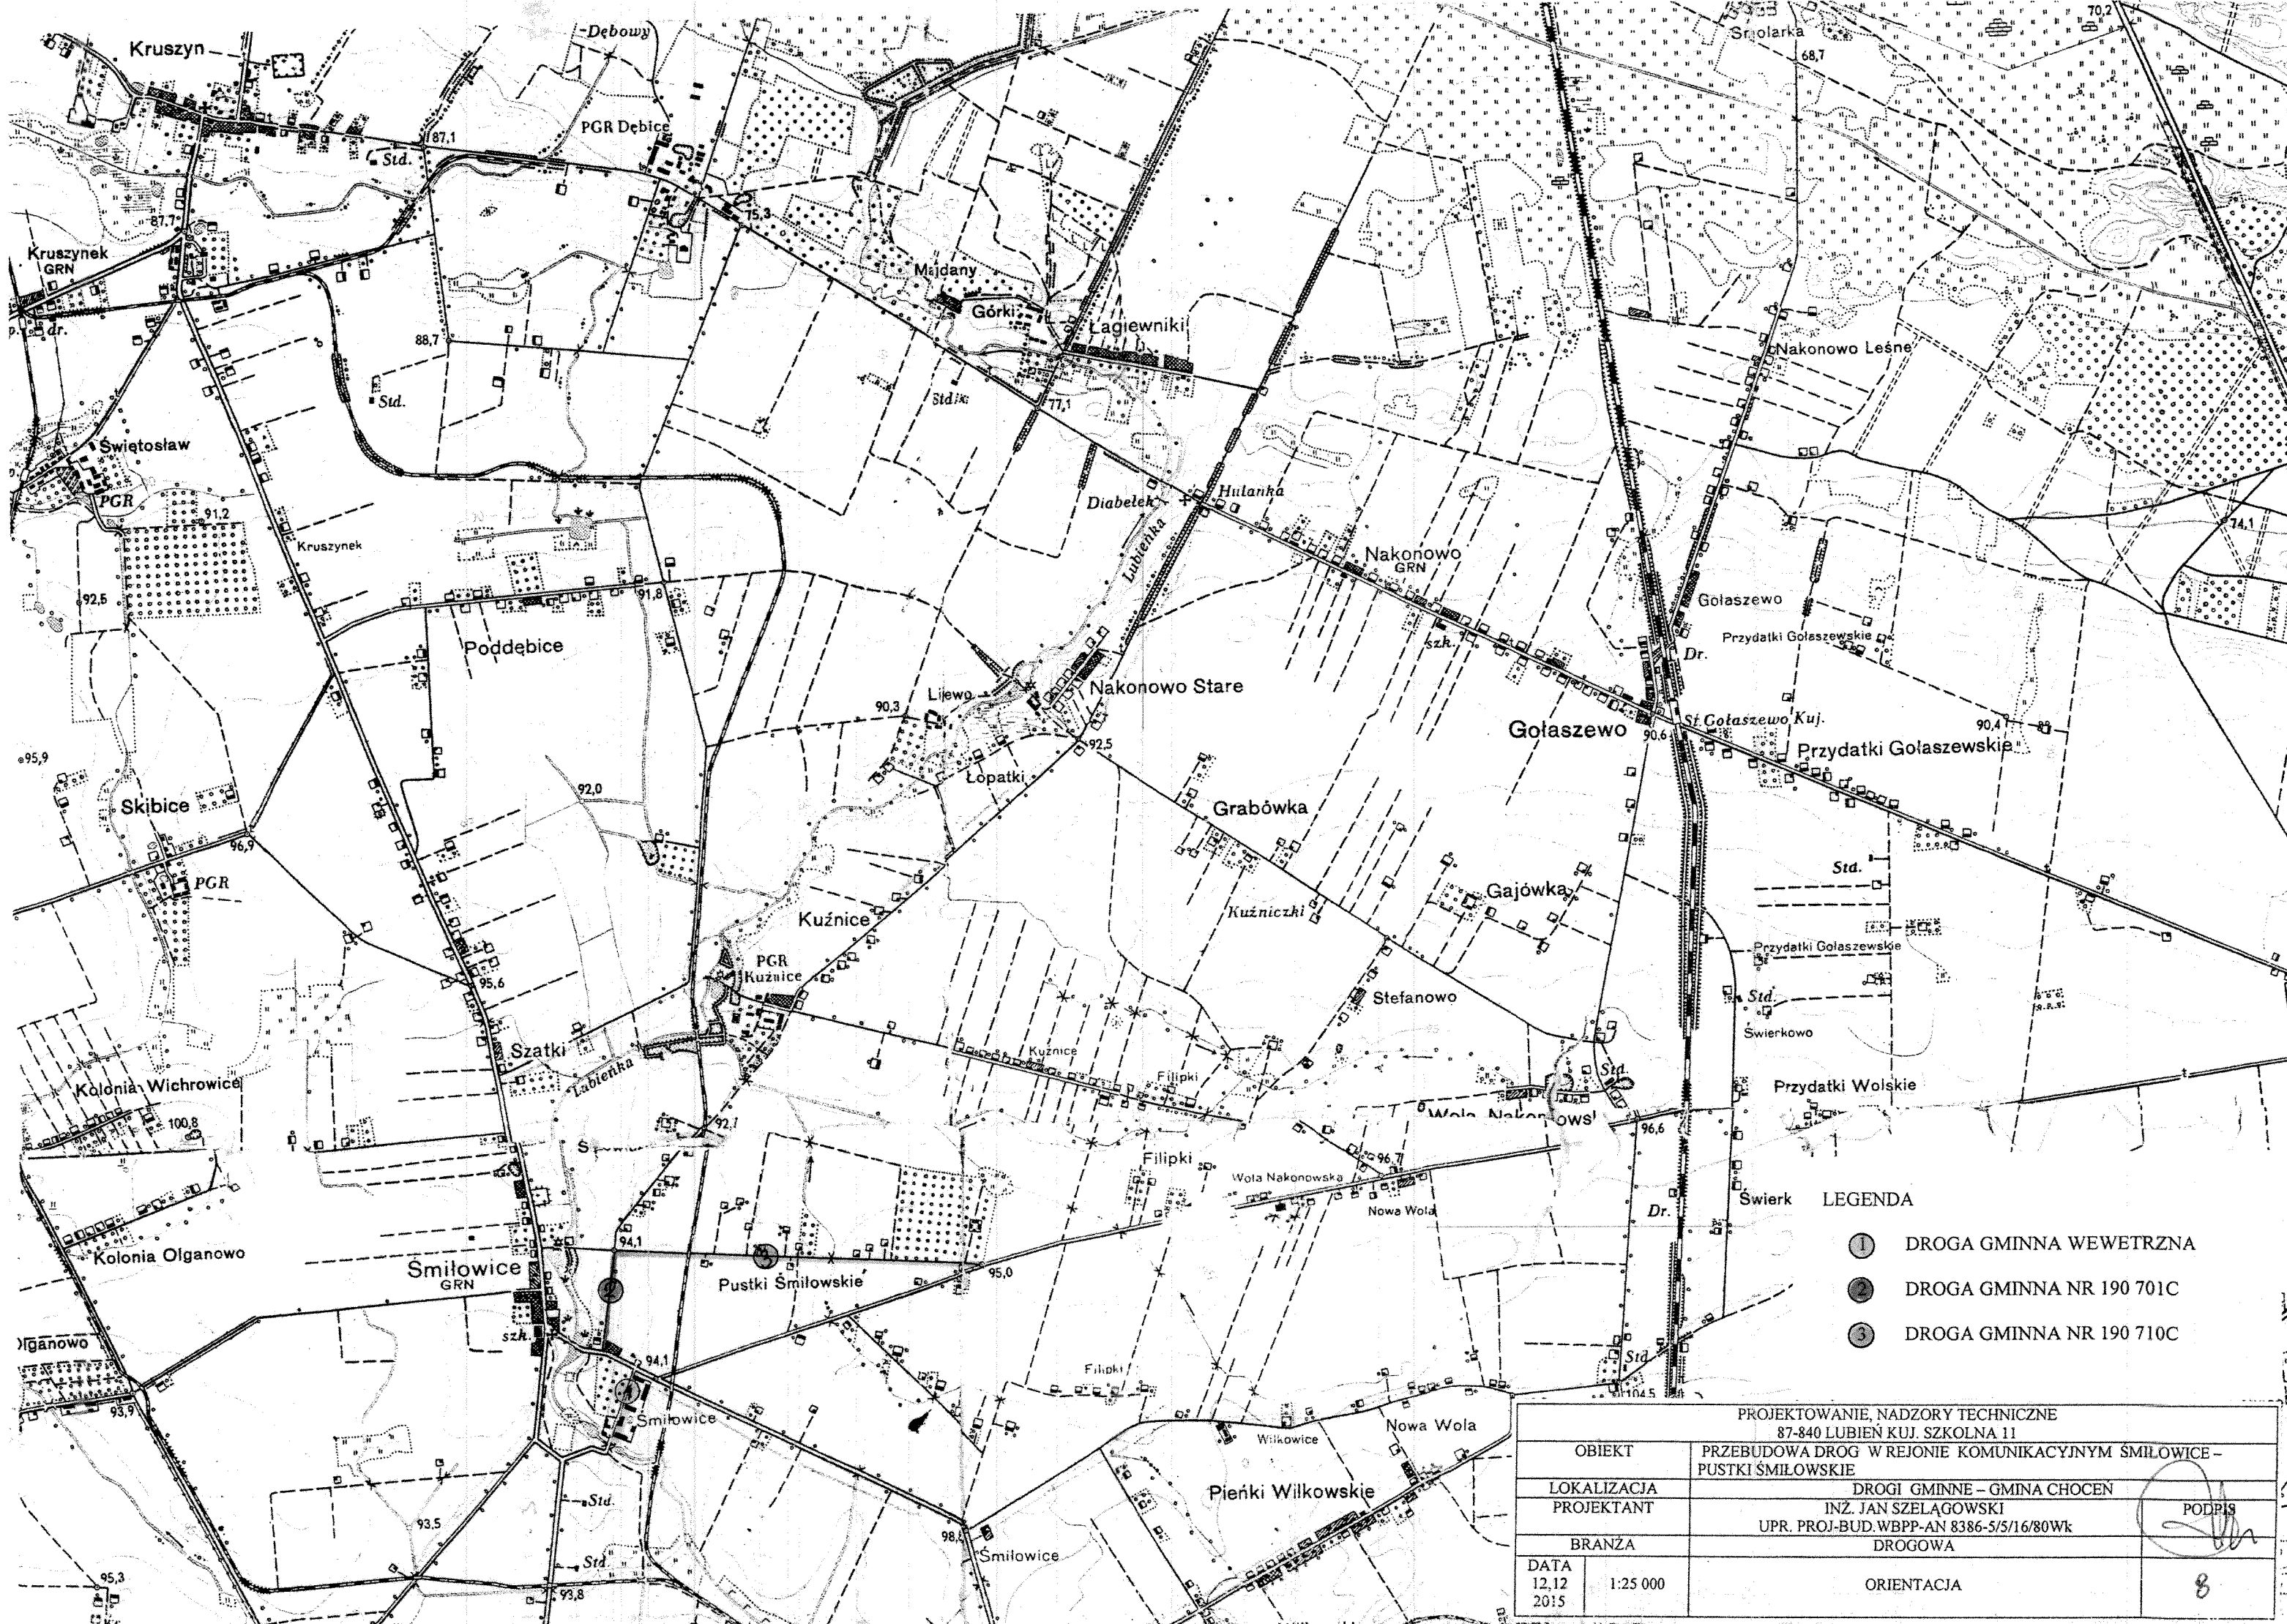 Kruszyn
Dębowy
Smolarka
70,2
68,7
PGR Dębice
87,1
Std.
75,3
87,7
Kruszynek
GRN
dr.
Majdany
Górki
Łagiewniki
88,7
Nakonowo Leśne
Std.
77,1
Świętosław
PGR
91,2
Diabełek
Hulanka
74,1
Kruszynek
Lubieńka
Nakonowo
GRN
92,5
91,8
Gołaszewo
Poddębice
szk.
Przydatki Gołaszewskie
Dr.
Lijewo
Nakonowo Stare
90,3
St. Gołaszewo Kuj.
90,4
Gołaszewo
90,6
92,5
Przydatki Gołaszewskie
95,9
Łopatki
92,0
Skibice
Grabówka
96,9
Std.
PGR
Gajówka
Kuźnice
Kuźniczki
Przydatki Gołaszewskie
PGR
Kuźnice
95,6
Stefanowo
Std.
Świerkowo
Szatki
Kuźnice
Lubieńka
Filipki
Std.
Kolonia Wichrowice
Przydatki Wolskie
100,8
92,1
96,6
Filipki
96,7
Wola Nakonowska
Nowa Wola
Świerk
Dr.
LEGENDA
94,1
1 DROGA GMINNA WEWETRZNA
Kolonia Olganowo
3
Śmiłowice
GRN
95,0
2
Pustki Śmiłowskie
2 DROGA GMINNA NR 190 701C
szk.
3 DROGA GMINNA NR 190 710C
94,1
Std.
Filipki
1
104,5
93,9
Śmiłowice
Nowa Wola
Wilkowice
Pieńki Wilkowskie
Std.
93,5
98,
Śmiłowice
Std.
95,3
93,8
PROJEKTOWANIE, NADZORY TECHNICZNE
87-840 LUBIEŃ KUJ. SZKOLNA 11
OBIEKT
PRZEBUDOWA DROG W REJONIE KOMUNIKACYJNYM ŚMIŁOWICE –
PUSTKI ŚMIŁOWSKIE
LOKALIZACJA
DROGI GMINNE – GMINA CHOCEŃ
PROJEKTANT
INŻ. JAN SZELĄGOWSKI
UPR. PROJ-BUD.WBPP-AN 8386-5/5/16/80Wk
PODPIS
BRANŻA
DROGOWA
DATA
12,12
2015
1:25 000
ORIENTACJA
8